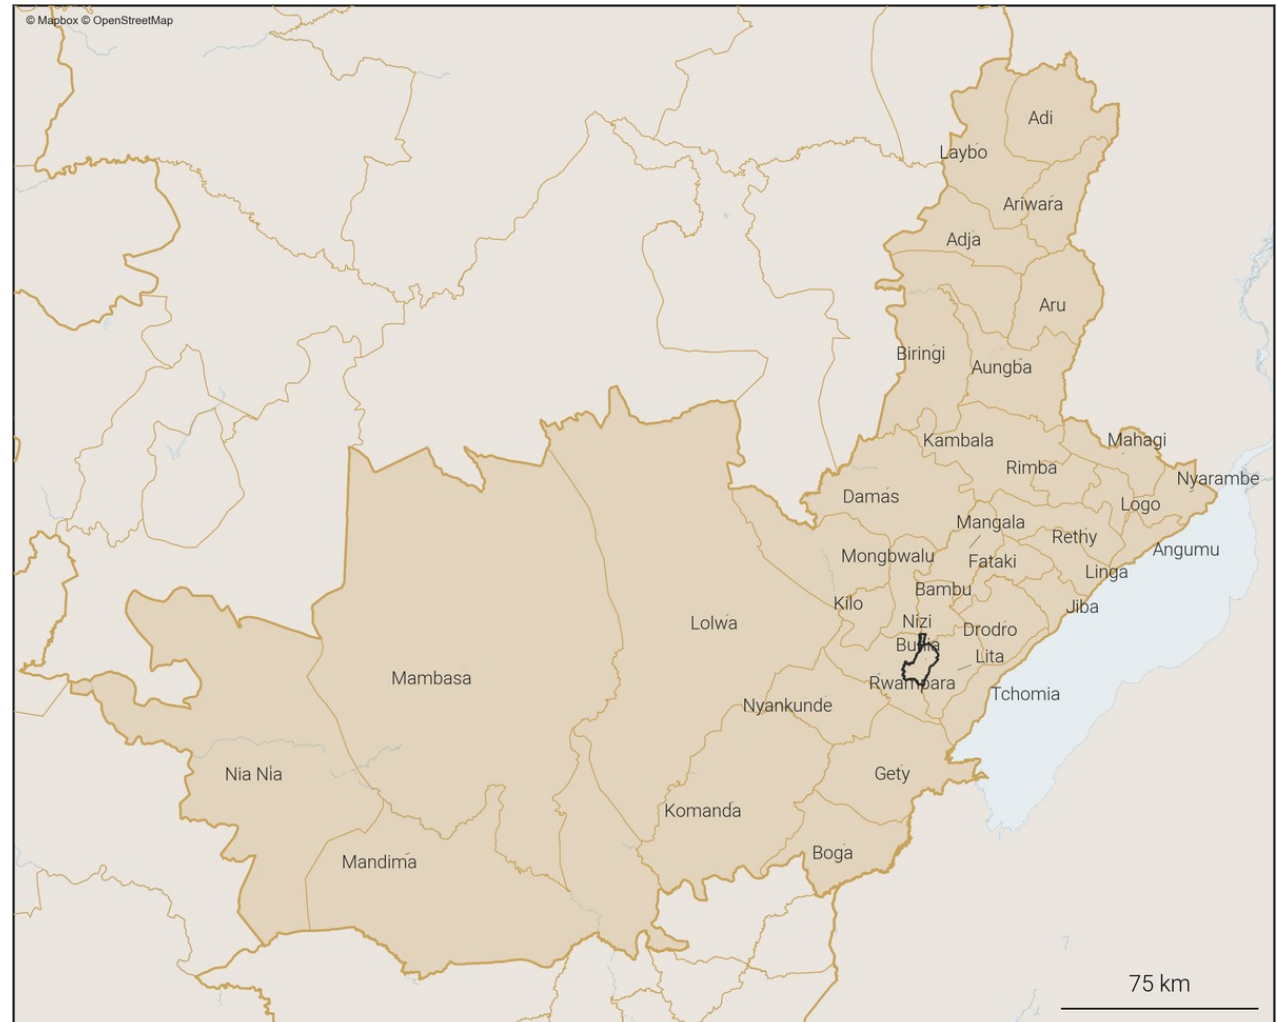 © Mapbox © OpenStreetMap
Adi
Laybo
Ariwara
Adja
Aru
Biringi
Aungba
Kambala
Mahagi
Rimba
Nyarambe
Damas
Logo
Mangala
Rethy
Angumu
Mongbwalu
Fataki
Linga
Bambu
Kilo
Jiba
Nizi
Lolwa
Drodro
Bunia
Lita
Mambasa
Rwampara
Tchomia
Nyankunde
Nia Nia
Gety
Komanda
Boga
Mandima
75 km